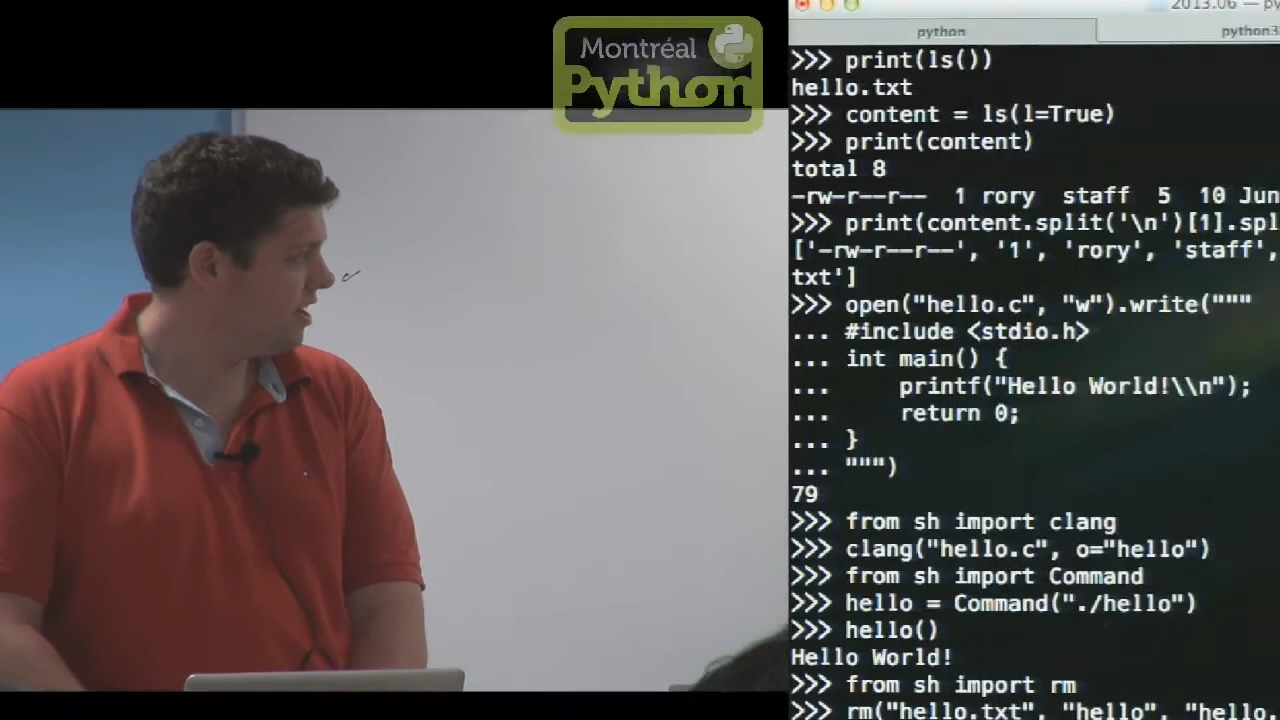 Montréal
Python
2013.06 — py
python
python3
>>> print(ls())
hello.txt
>>> content = ls(l=True)
>>> print(content)
total 8
-rw-r--r--  1 rory  staff  5  10 Jun
>>> print(content.split('\n')[1].spl
['-rw-r--r--', '1', 'rory', 'staff',
txt']
>>> open("hello.c", "w").write("""
... #include <stdio.h>
... int main() {
...     printf("Hello World!\\n");
...     return 0;
... }
... """)
79
>>> from sh import clang
>>> clang("hello.c", o="hello")
>>> from sh import Command
>>> hello = Command("./hello")
>>> hello()
Hello World!
>>> from sh import rm
>>> rm("hello.txt", "hello", "hello.